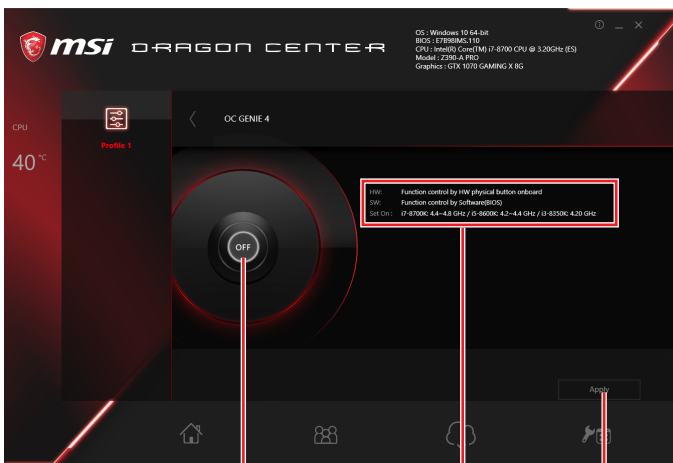 OS : Windows 10 64-bit
BIOS : E7B98IMS.110
CPU : Intel(R) Core(TM) i7-8700 CPU @ 3.20GHz (ES)
Model : Z390-A PRO
Graphics : GTX 1070 GAMING X 8G
msi DRAGON CENTER
CPU
40°C
Profile 1
OC GENIE 4
HW: Function control by HW physical button onboard
SW: Function control by Software(BIOS)
Set On : i7-8700K: 4.4~4.8 GHz / i5-8600K: 4.2~4.4 GHz / i3-8350K: 4.20 GHz
OFF
Apply